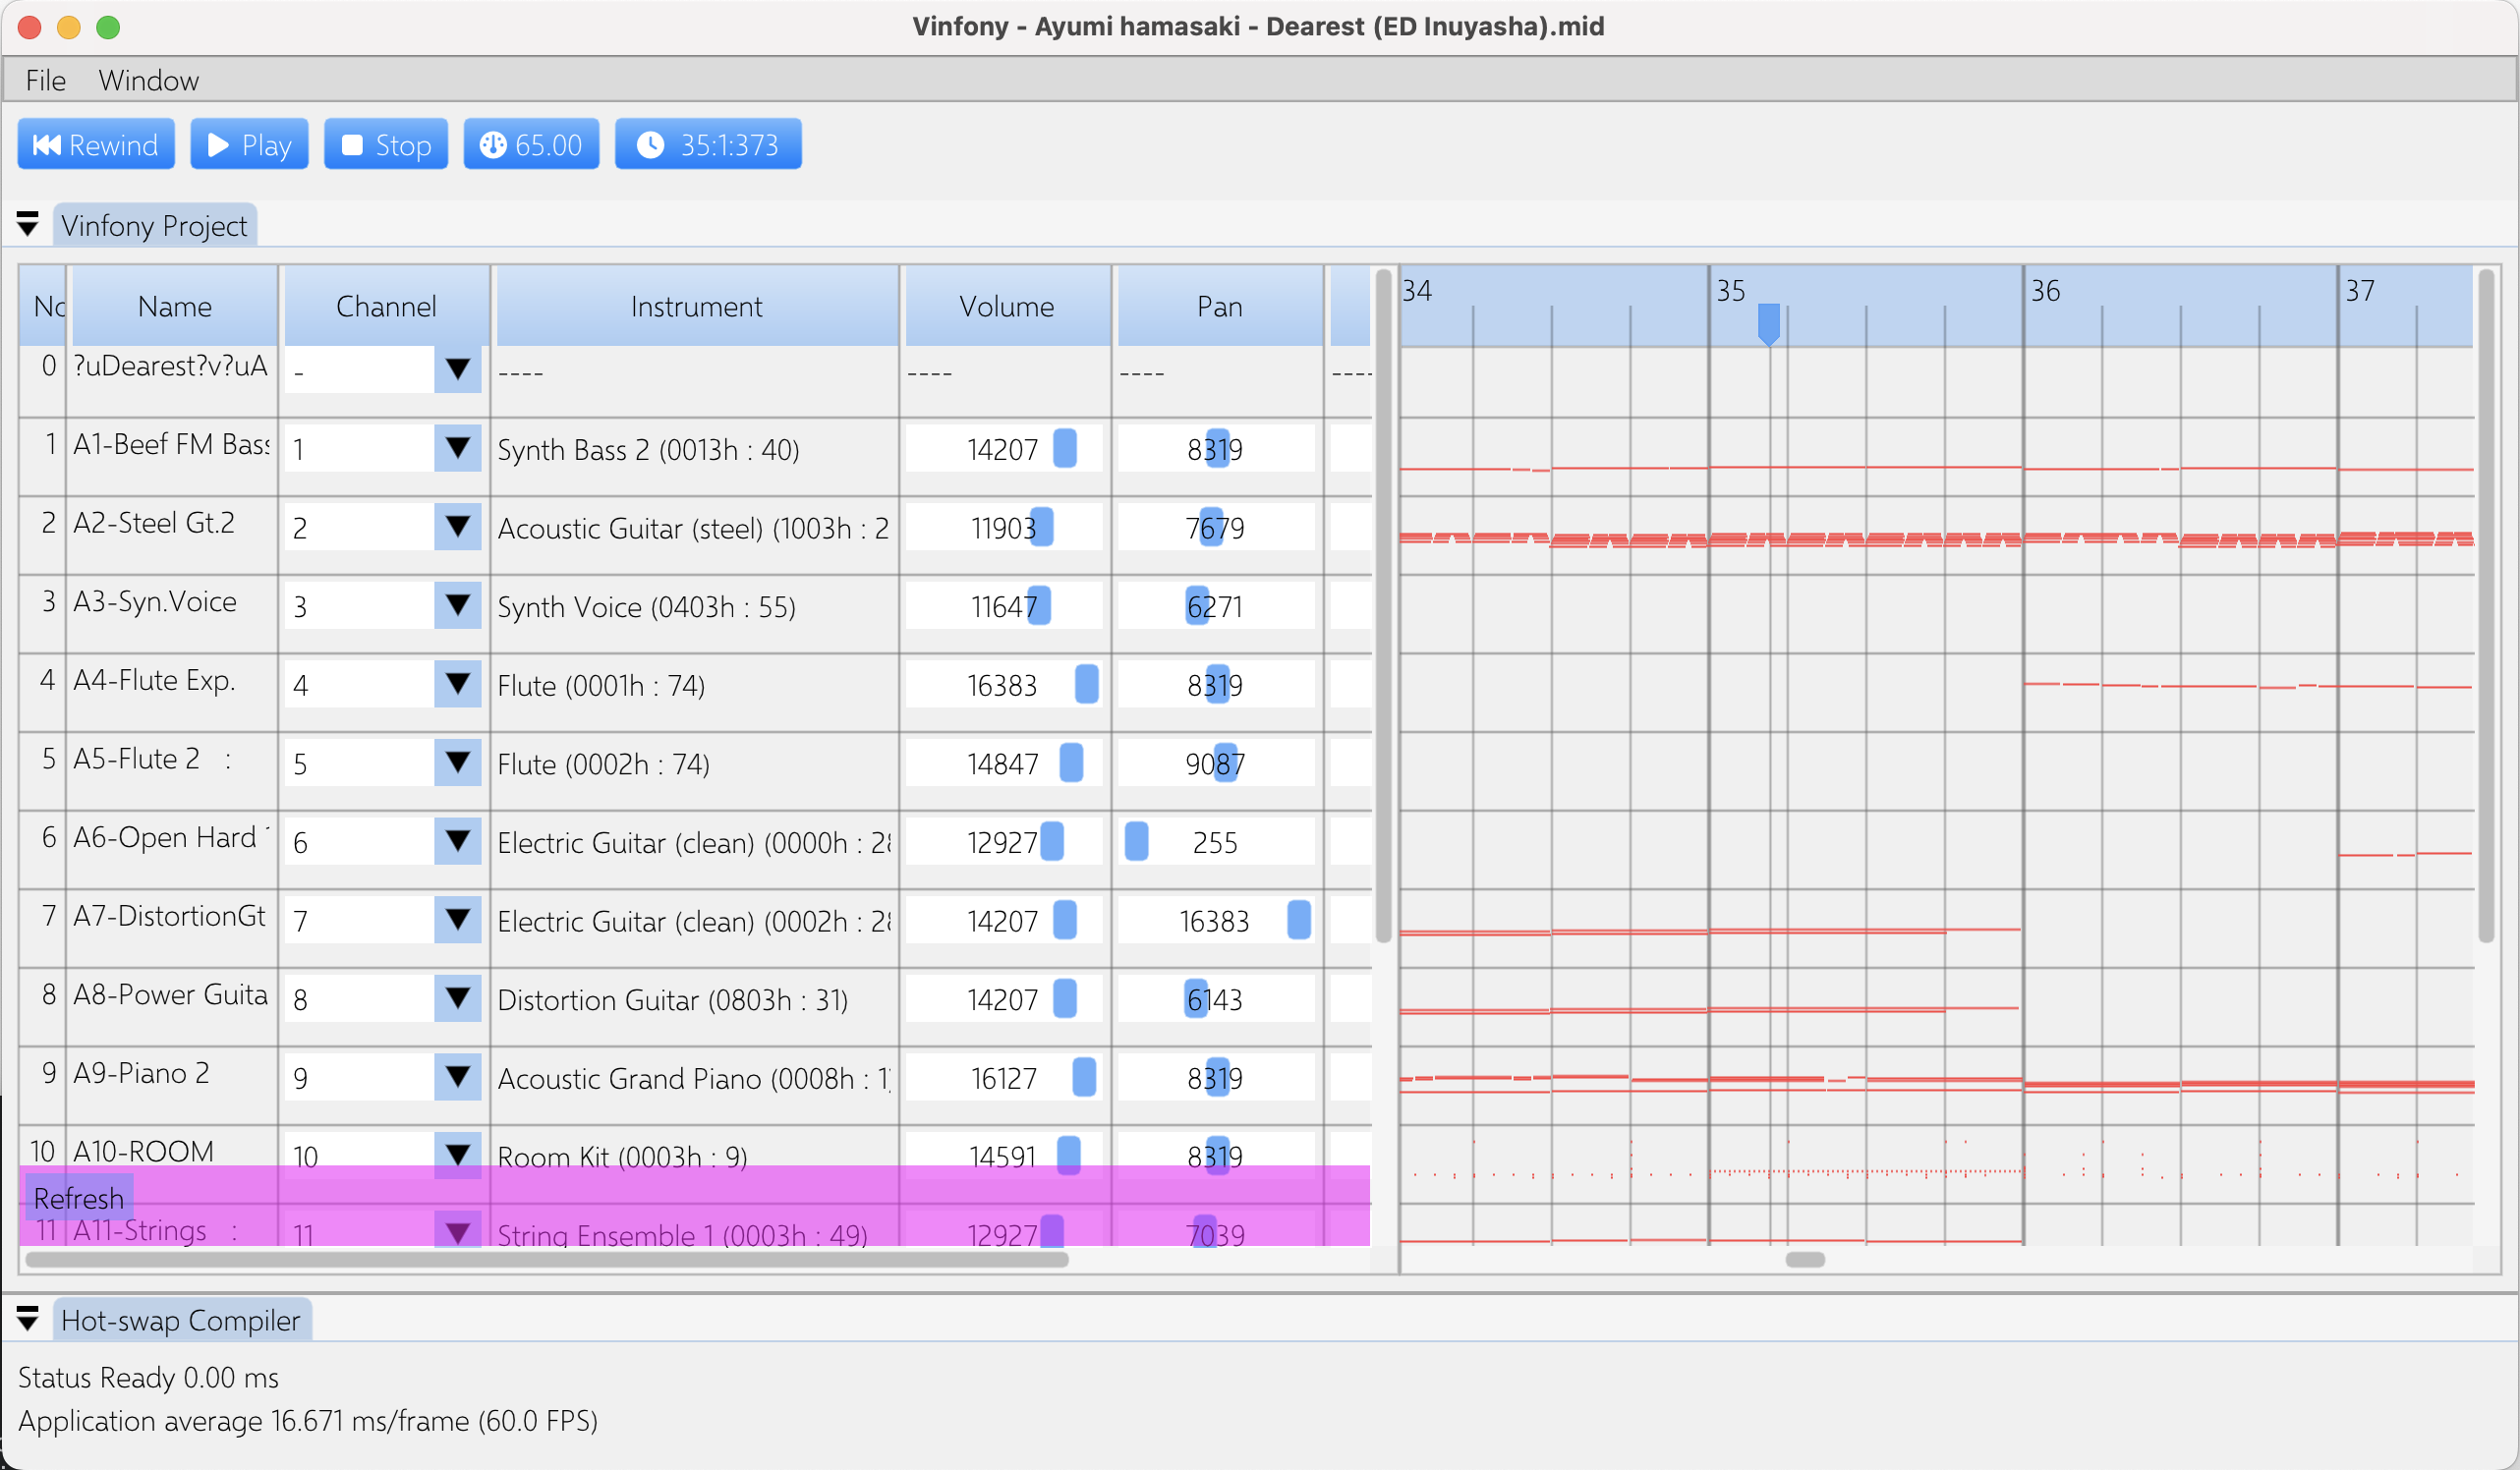 Vinfony - Ayumi hamasaki - Dearest (ED Inuyasha).mid
File Window
Rewind Play Stop 65.00 35:1:373
Vinfony Project
No Name Channel Instrument Volume Pan 34 35 36 37
0 ?uDearest?v?uA - ---- ---- ---- ----
1 A1-Beef FM Bass 1 Synth Bass 2 (0013h : 40) 14207 8319
2 A2-Steel Gt.2 2 Acoustic Guitar (steel) (1003h : 2 11903 7679
3 A3-Syn.Voice 3 Synth Voice (0403h : 55) 11647 6271
4 A4-Flute Exp. 4 Flute (0001h : 74) 16383 8319
5 A5-Flute 2 : 5 Flute (0002h : 74) 14847 9087
6 A6-Open Hard 6 Electric Guitar (clean) (0000h : 28 12927 255
7 A7-DistortionGt 7 Electric Guitar (clean) (0002h : 28 14207 16383
8 A8-Power Guita 8 Distortion Guitar (0803h : 31) 14207 6143
9 A9-Piano 2 9 Acoustic Grand Piano (0008h : 1) 16127 8319
10 A10-ROOM 10 Room Kit (0003h : 9) 14591 8319
Refresh
11 A11-Strings : 11 String Ensemble 1 (0003h : 49) 12927 7039
Hot-swap Compiler
Status Ready 0.00 ms
Application average 16.671 ms/frame (60.0 FPS)